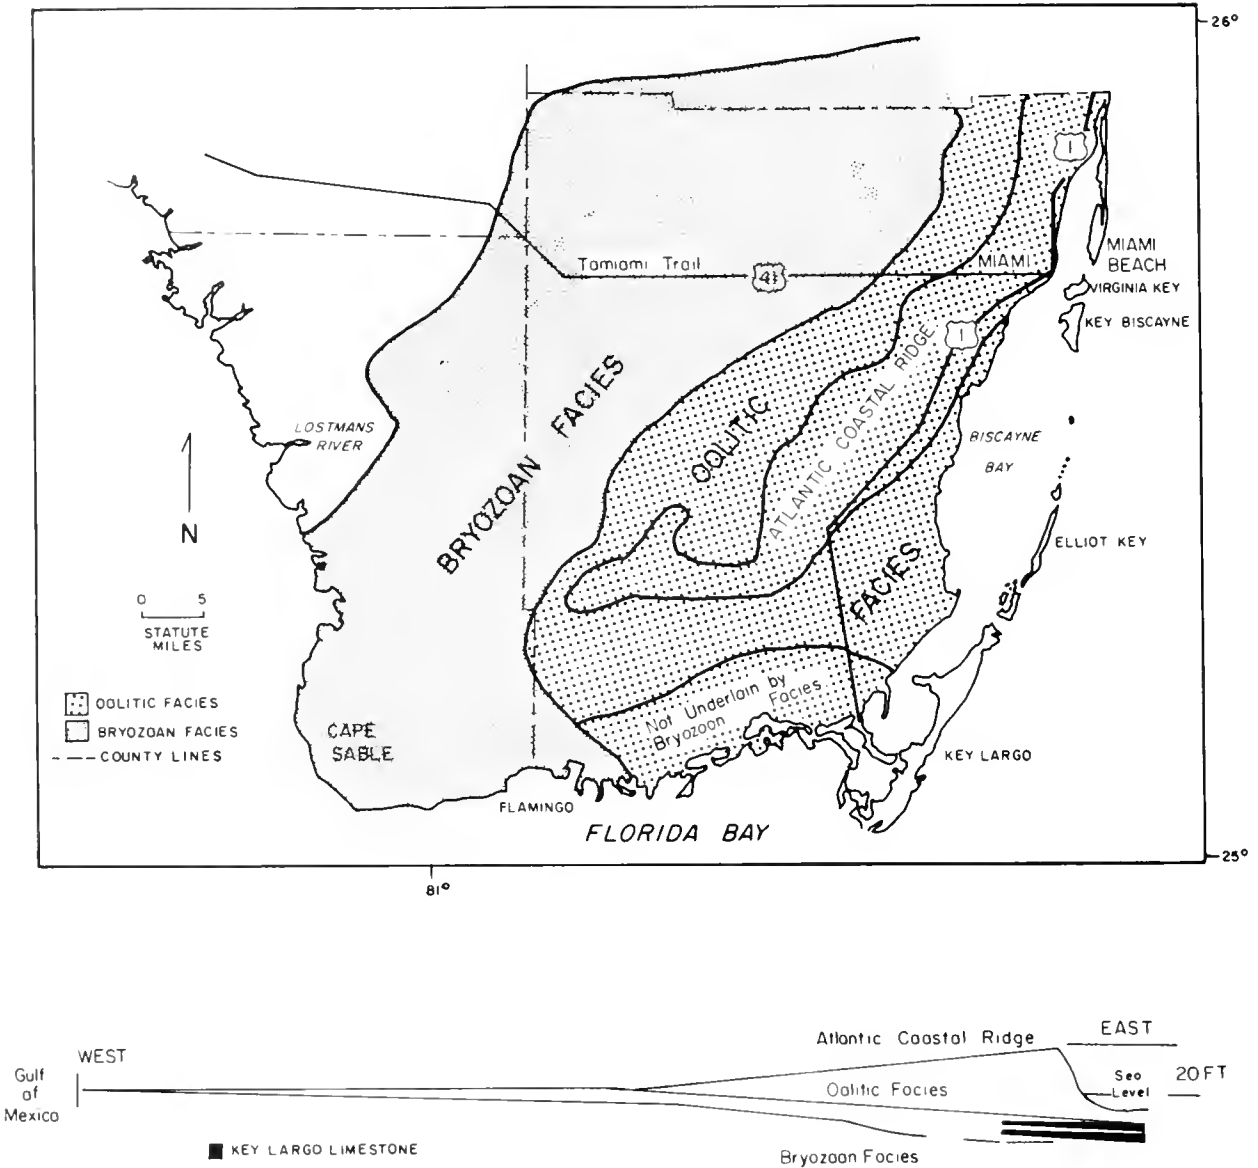 26°
1
Tamiami Trail
41
MIAMI
MIAMI
BEACH
VIRGINIA KEY
KEY BISCAYNE
1
ATLANTIC COASTAL RIDGE
OOLITIC
FACIES
BRYOZOAN FACIES
LOSTMANS
RIVER
BISCAYNE
BAY
N
ELLIOT KEY
0 5
STATUTE
MILES
Not Underlain by
Bryozoan Facies
OOLITIC FACIES
BRYOZOAN FACIES
COUNTY LINES
CAPE
SABLE
KEY LARGO
FLAMINGO
FLORIDA BAY
25°
81°
WEST
Gulf
of
Mexico
Atlantic Coastal Ridge
EAST
Oolitic Facies
Sea
Level
20 FT
KEY LARGO LIMESTONE
Bryozoan Facies